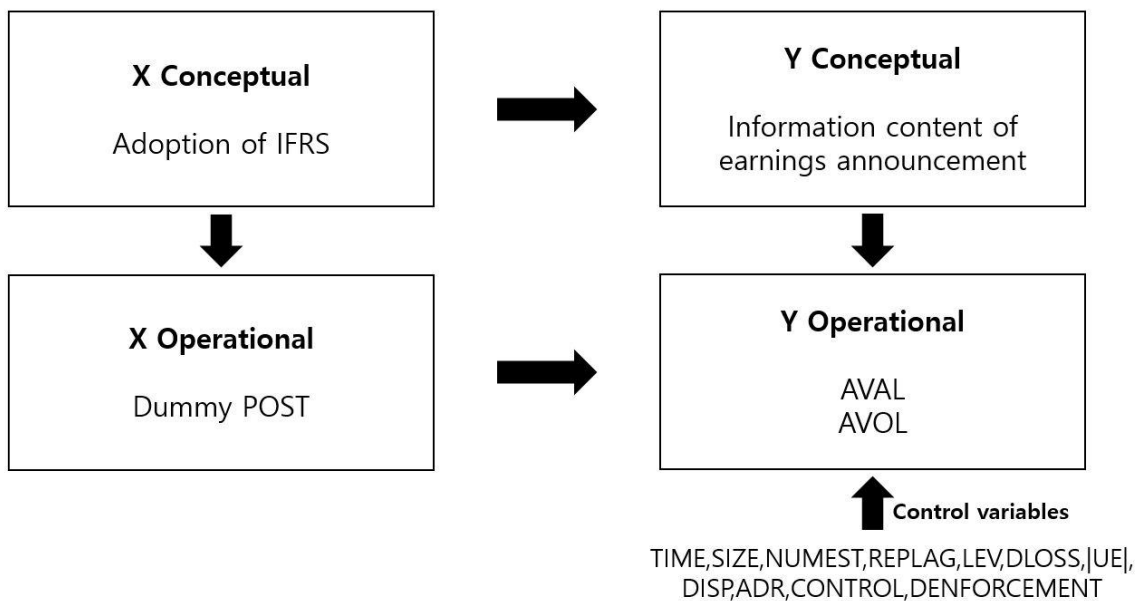 X Conceptual
Adoption of IFRS
Y Conceptual
Information content of
earnings announcement
X Operational
Dummy POST
Y Operational
AVAL
AVOL
Control variables
TIME,SIZE,NUMEST,REPLAG,LEV,DLOSS,|UE|,
DISP,ADR,CONTROL,DENFORCEMENT